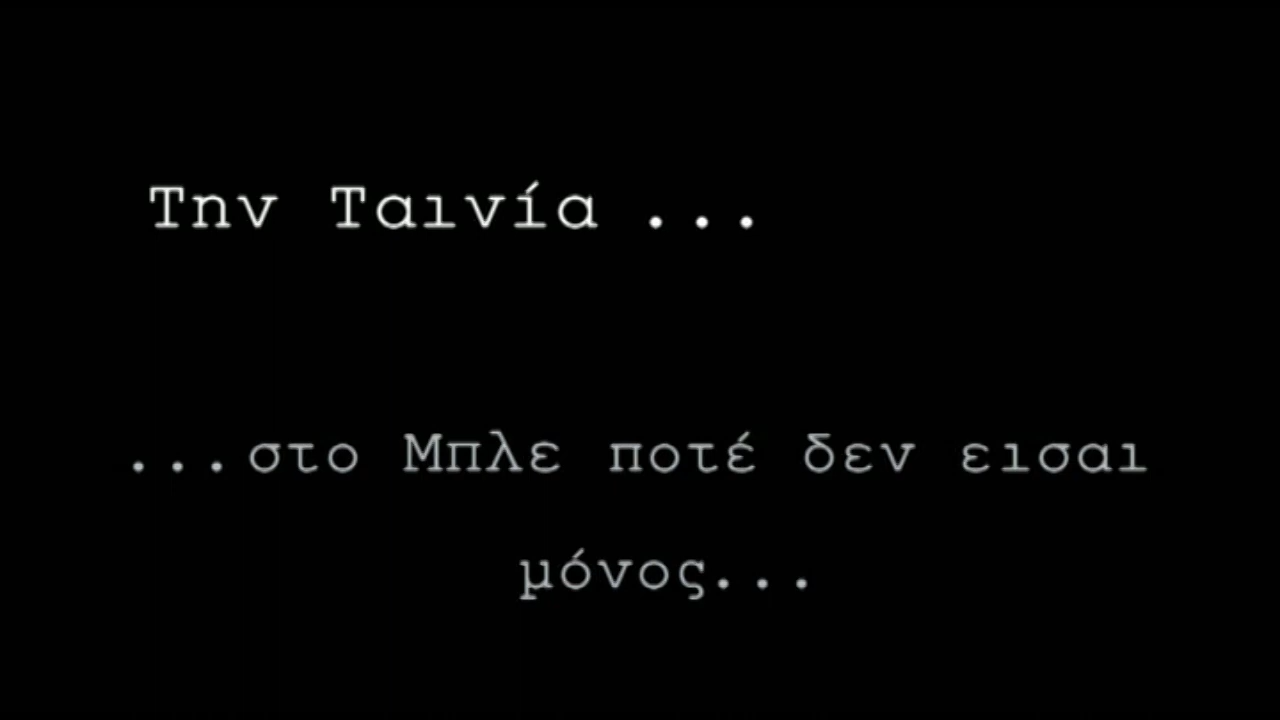 Την Ταινία ...
...στο Μπλε ποτέ δεν εισαι
μόνος...